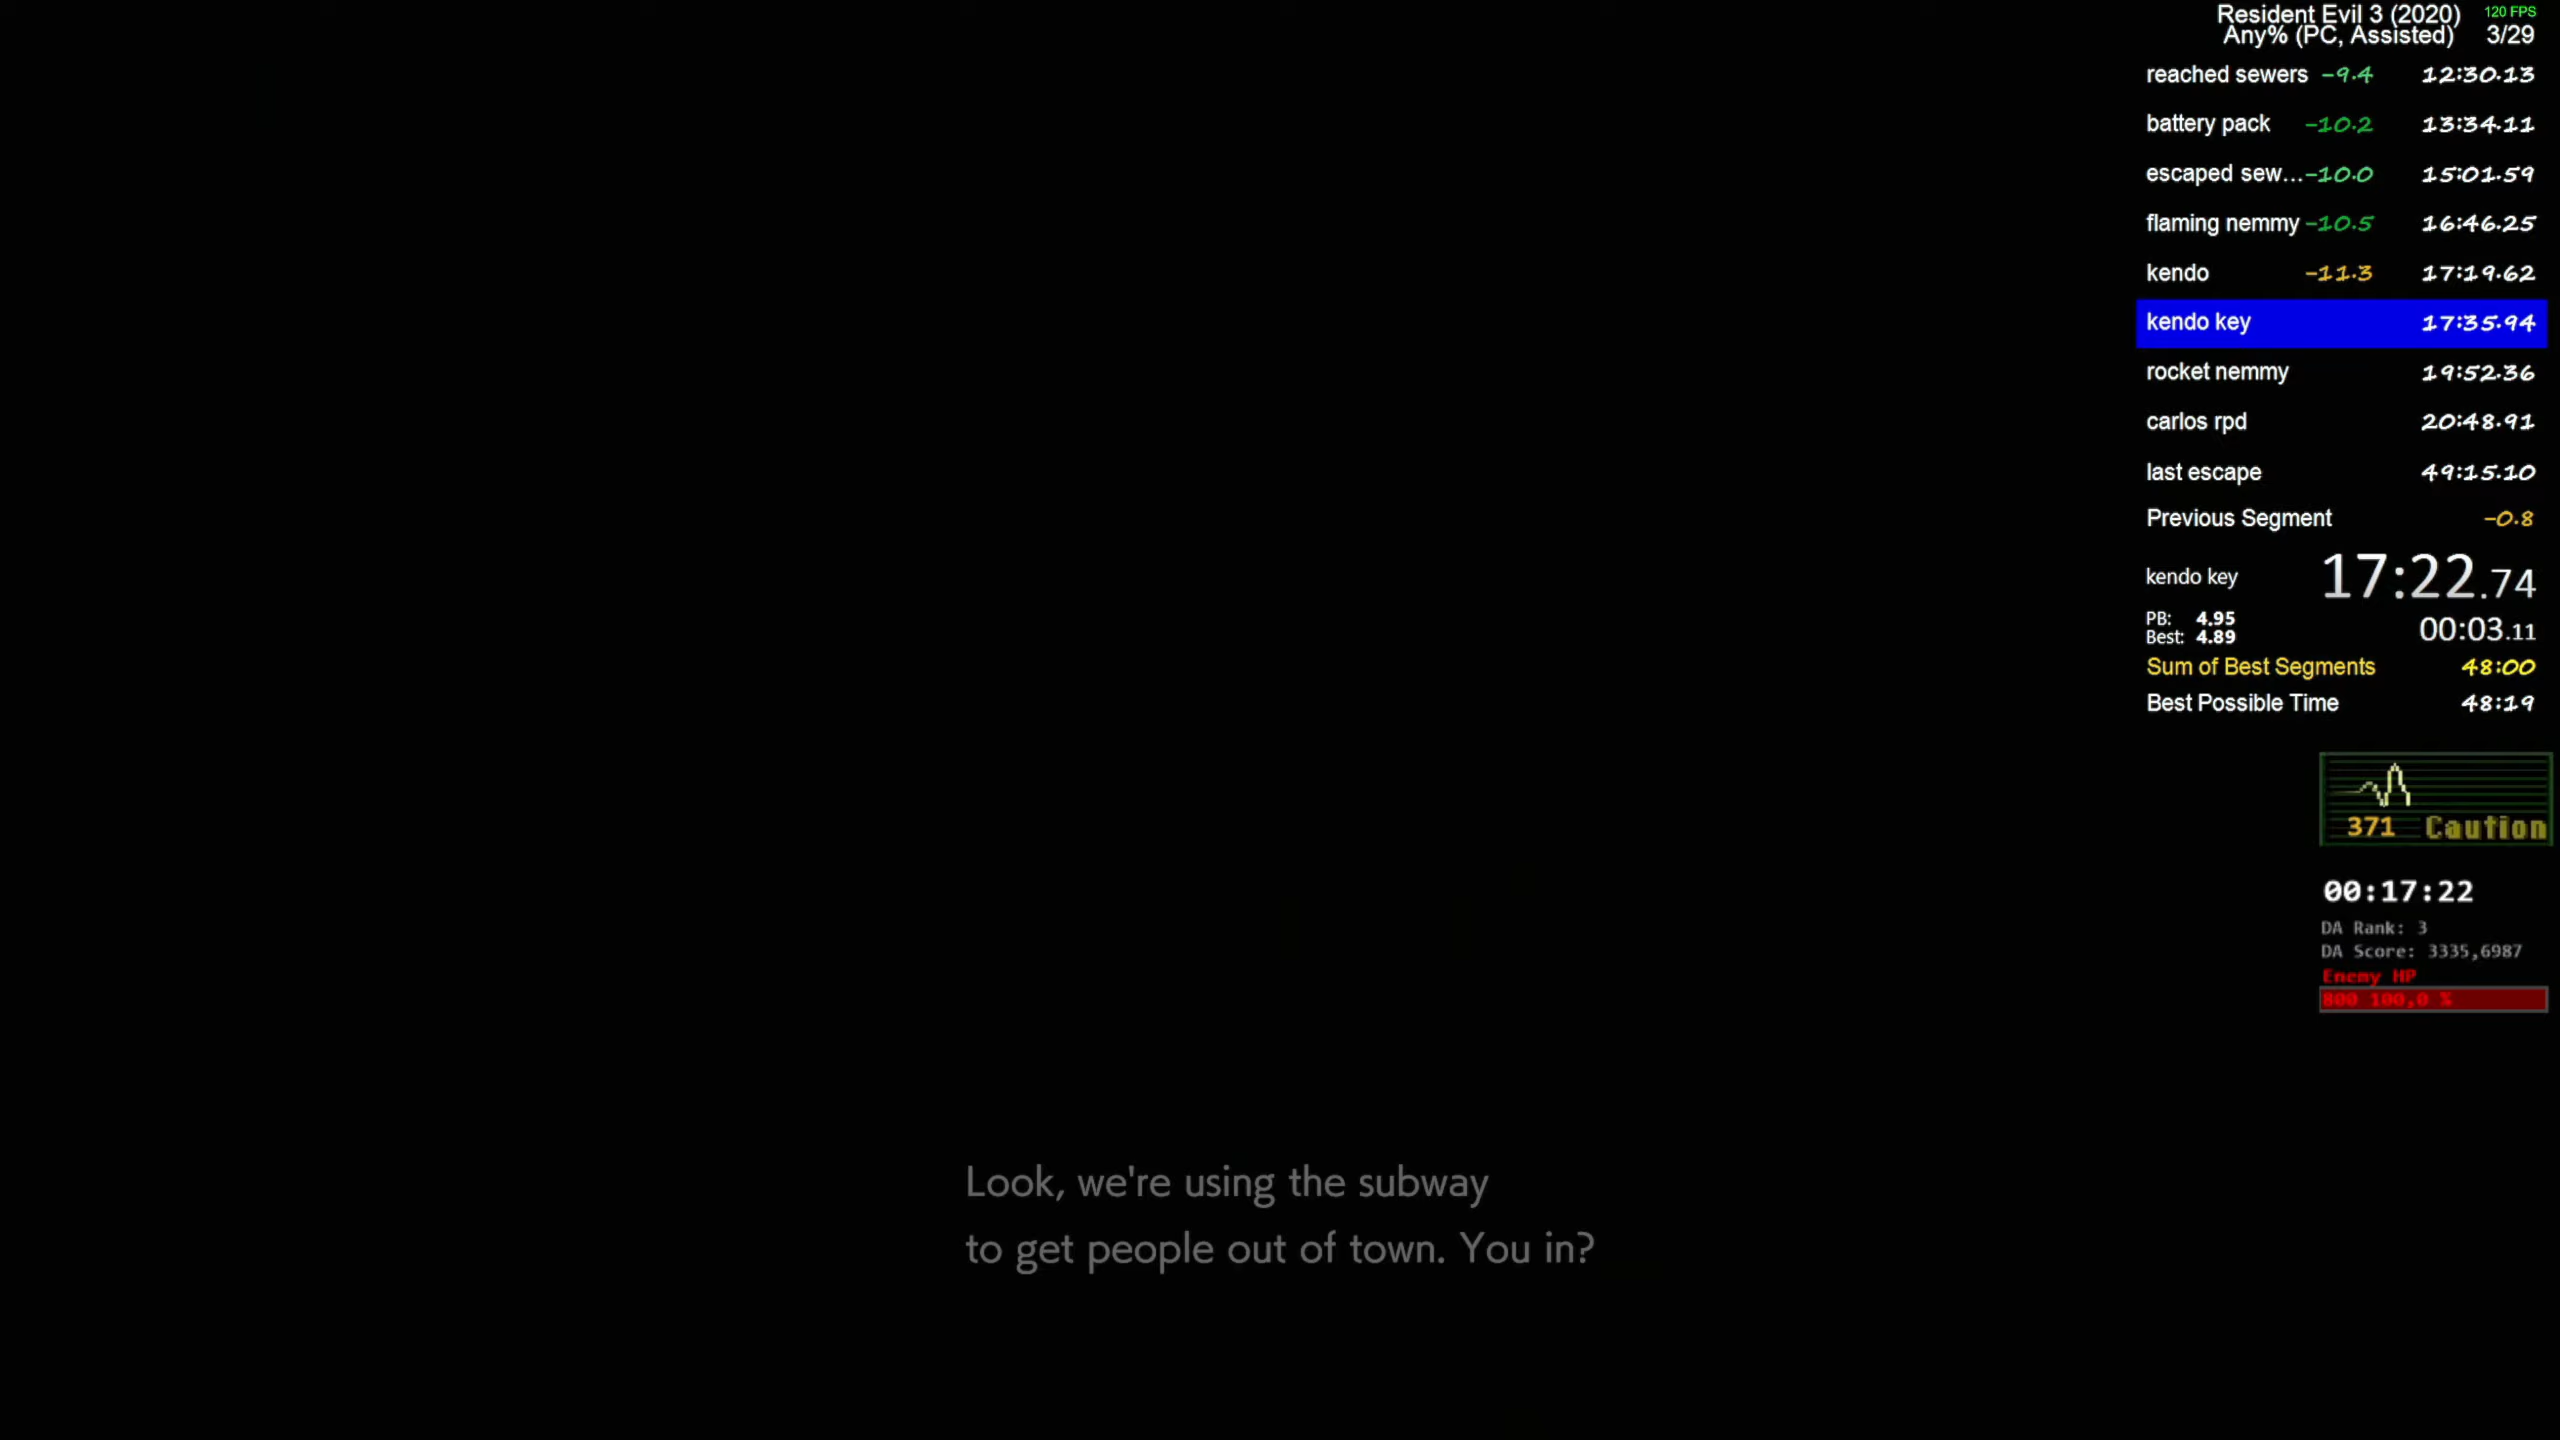 Resident Evil 3 (2020) 120 FPS
Any% (PC, Assisted) 3/29
reached sewers -9.4 12:30.13
battery pack -10.2 13:34.11
escaped sew... -10.0 15:01.59
flaming nemmy -10.5 16:46.25
kendo -11.3 17:19.62
kendo key 17:35.94
rocket nemmy 19:52.36
carlos rpd 20:48.91
last escape 49:15.10
Previous Segment -0.8
kendo key 17:22.74
PB: 4.95
Best: 4.89 00:03.11
Sum of Best Segments 48:00
Best Possible Time 48:19
371 Caution
00:17:22
DA Rank: 3
DA Score: 3335,6987
Enemy HP
800 100,0 %
Look, we're using the subway
to get people out of town. You in?